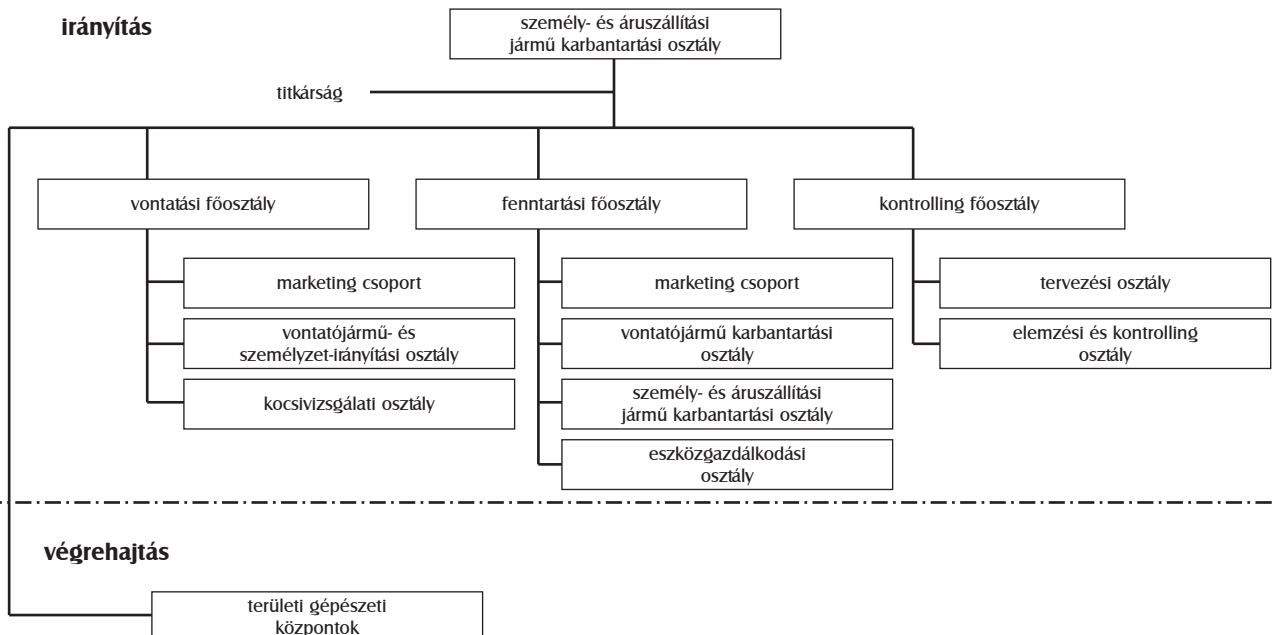 irányítás
személy- és áruszállítási
jármű karbantartási osztály
titkárság
vontatási főosztály
fenntartási főosztály
kontrolling főosztály
marketing csoport
vontatójármű- és
személyzet-irányítási osztály
kocsivizsgálati osztály
marketing csoport
vontatójármű karbantartási
osztály
személy- és áruszállítási
jármű karbantartási osztály
eszközgazdálkodási
osztály
tervezési osztály
elemzési és kontrolling
osztály
végrehajtás
területi gépészeti
központok